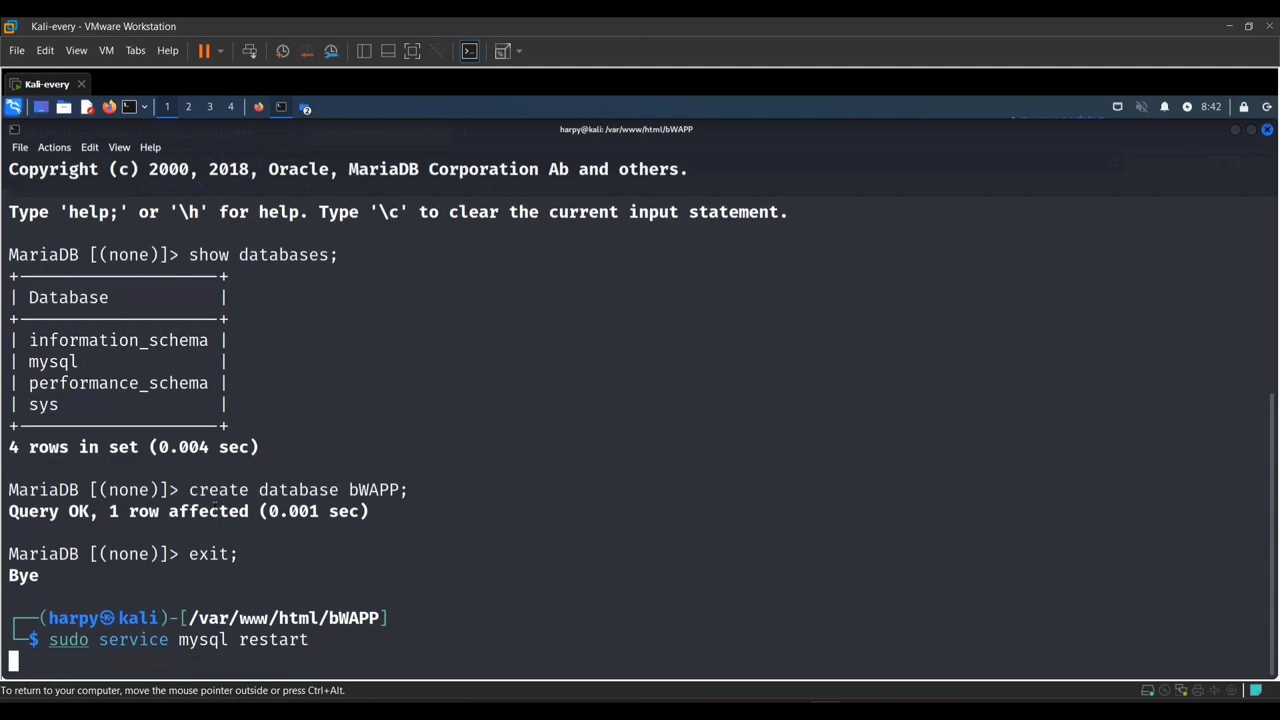 Kali-every - VMware Workstation
File Edit View VM Tabs Help
Kali-every
1 2 3 4 2 8:42
harpy@kali: /var/www/html/bWAPP
File Actions Edit View Help
Copyright (c) 2000, 2018, Oracle, MariaDB Corporation Ab and others.
Type 'help;' or '\h' for help. Type '\c' to clear the current input statement.
MariaDB [(none)]> show databases;
| Database |
| information_schema |
| mysql |
| performance_schema |
| sys |
4 rows in set (0.004 sec)
MariaDB [(none)]> create database bWAPP;
Query OK, 1 row affected (0.001 sec)
MariaDB [(none)]> exit;
Bye
(harpy㉿kali)-[/var/www/html/bWAPP]
$ sudo service mysql restart
To return to your computer, move the mouse pointer outside or press Ctrl+Alt.